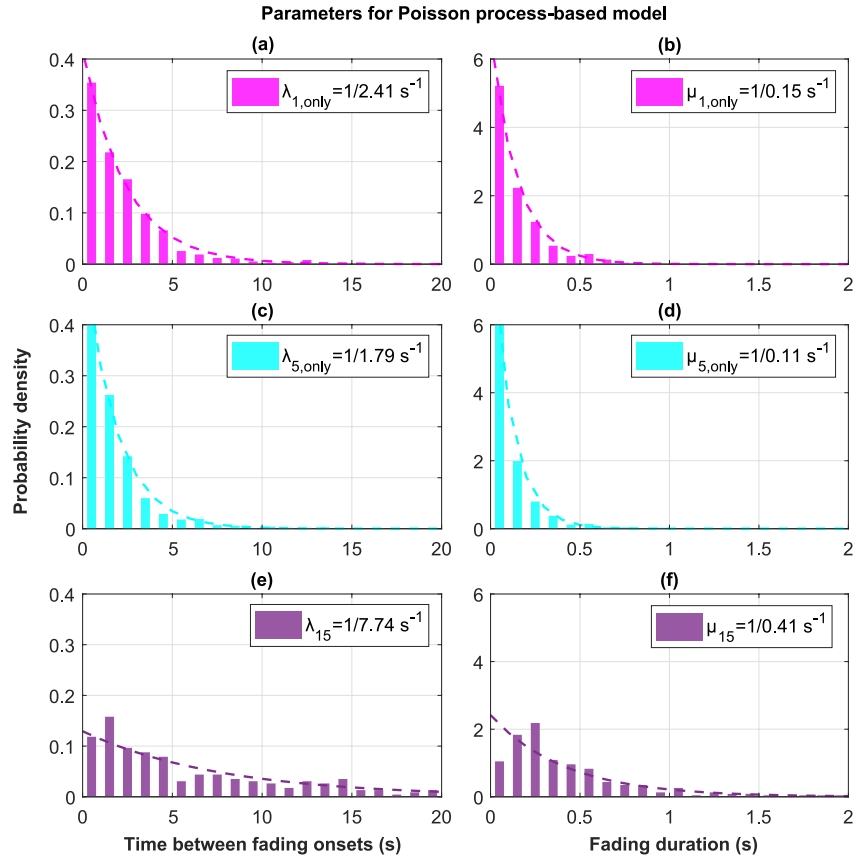 Parameters for Poisson process-based model
(a)
0.4
0.3
0.2
0.1
0
λ1,only=1/2.41 s-1
0 5 10 15 20
(b)
6
4
2
0
μ1,only=1/0.15 s-1
0 0.5 1 1.5 2
(c)
0.4
0.3
0.2
0.1
0
λ5,only=1/1.79 s-1
0 5 10 15 20
(d)
6
4
2
0
μ5,only=1/0.11 s-1
0 0.5 1 1.5 2
Probability density
(e)
0.4
0.3
0.2
0.1
0
λ15=1/7.74 s-1
0 5 10 15 20
Time between fading onsets (s)
(f)
6
4
2
0
μ15=1/0.41 s-1
0 0.5 1 1.5 2
Fading duration (s)